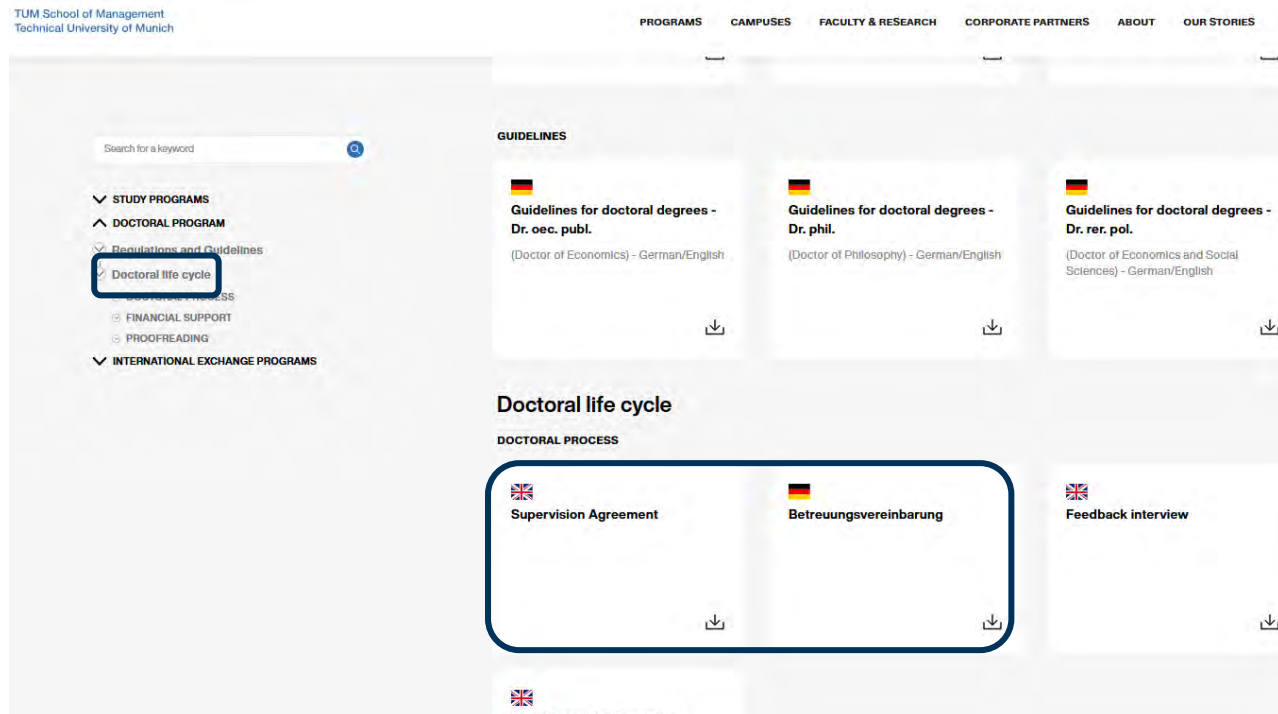 TUM School of Management
Technical University of Munich
PROGRAMS CAMPUSES FACULTY & RESEARCH CORPORATE PARTNERS ABOUT OUR STORIES
Search for a keyword
STUDY PROGRAMS
DOCTORAL PROGRAM
Regulations and Guidelines
Doctoral life cycle
DOCTORAL PROCESS
FINANCIAL SUPPORT
PROOFREADING
INTERNATIONAL EXCHANGE PROGRAMS
GUIDELINES
Guidelines for doctoral degrees -
Dr. oec. publ.
(Doctor of Economics) - German/English
Guidelines for doctoral degrees -
Dr. phil.
(Doctor of Philosophy) - German/English
Guidelines for doctoral degrees -
Dr. rer. pol.
(Doctor of Economics and Social
Sciences) - German/English
Doctoral life cycle
DOCTORAL PROCESS
Supervision Agreement
Betreuungsvereinbarung
Feedback interview